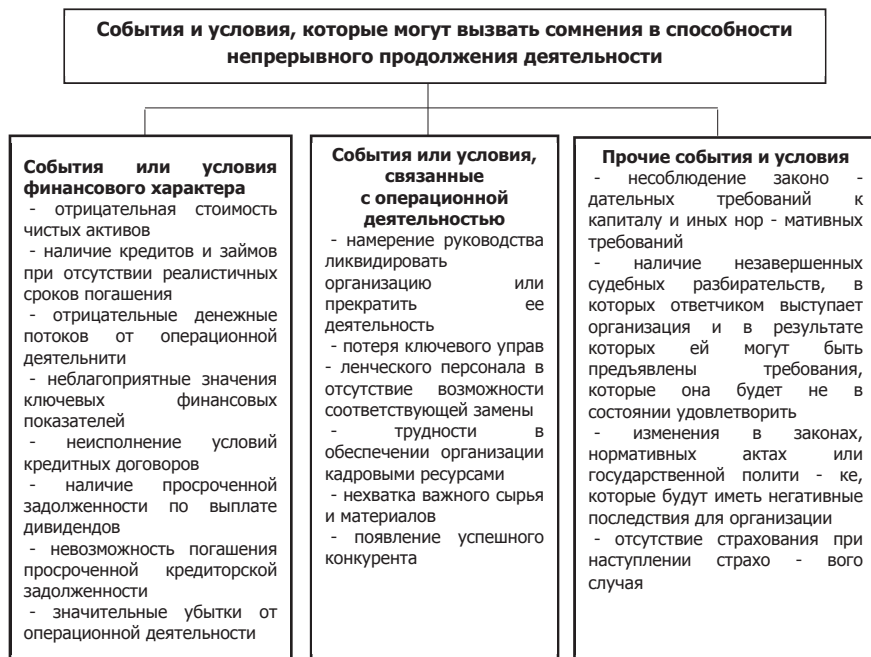 События и условия, которые могут вызвать сомнения в способности
непрерывного продолжения деятельности
События или условия
финансового характера
- отрицательная стоимость
чистых активов
- наличие кредитов и займов
при отсутствии реалистичных
сроков погашения
- отрицательные денежные
потоков от операционной
деятельнити
- неблагоприятные значения
ключевых финансовых
показателей
- неисполнение условий
кредитных договоров
- наличие просроченной
задолженности по выплате
дивидендов
- невозможность погашения
просроченной кредиторской
задолженности
- значительные убытки от
операционной деятельности
События или условия,
связанные
с операционной
деятельностью
- намерение руководства
ликвидировать
организацию или
прекратить ее
деятельность
- потеря ключевого управ
- ленческого персонала в
отсутствие возможности
соответствующей замены
- трудности в
обеспечении организации
кадровыми ресурсами
- нехватка важного сырья
и материалов
- появление успешного
конкурента
Прочие события и условия
- несоблюдение законо -
дательных требований к
капиталу и иных нор - мативных
требований
- наличие незавершенных
судебных разбирательств, в
которых ответчиком выступает
организация и в результате
которых ей могут быть
предъявлены требования,
которые она будет не в
состоянии удовлетворить
- изменения в законах,
нормативных актах или
государственной полити - ке,
которые будут иметь негативные
последствия для организации
- отсутствие страхования при
наступлении страхо - вого
случая